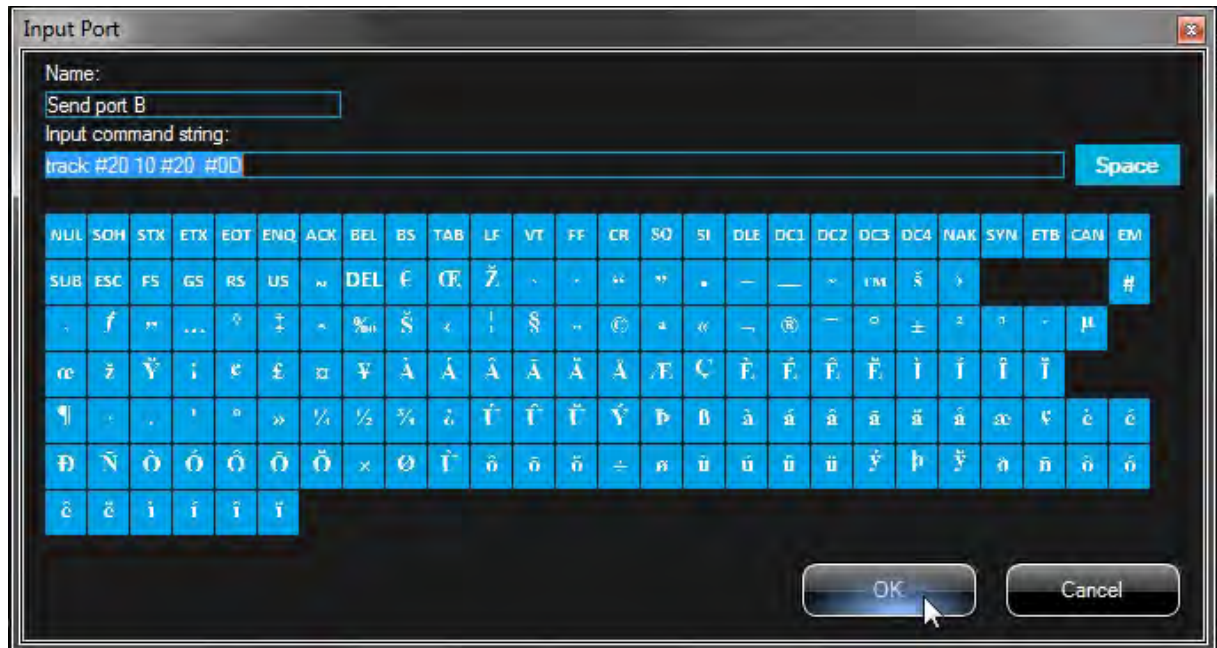 Input Port
Name:
Send port B
Input command string:
track #20 10 #20  #0D
Space
NUL SOH STX ETX EOT ENQ ACK BEL BS TAB LF VT FF CR SO SI DLE DC1 DC2 DC3 DC4 NAK SYN ETB CAN EM
SUB ESC FS GS RS US ~ DEL € Œ Ž “ ” • – — ™ š › #
ƒ „ … ‡ ‰ Š ‹ ¦ § © « ¬ ® ± ² µ
œ ž Ÿ ¡ £ ¤ ¥ À Á Â Ã Ä Å Æ Ç È É Ê Ë Ì Í Î Ï
¶ » ¼ ½ ¾ ¿ Ý Þ ß à á â ã ä å æ
Ð Ñ Ò Ó Ô Õ Ö × Ø ô õ ö ÷ ø ù ú û ü ý þ ÿ ñ ò ó
ê ë ì í î ï
OK Cancel